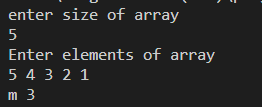 enter size of array
5
Enter elements of array
5 4 3 2 1
m 3